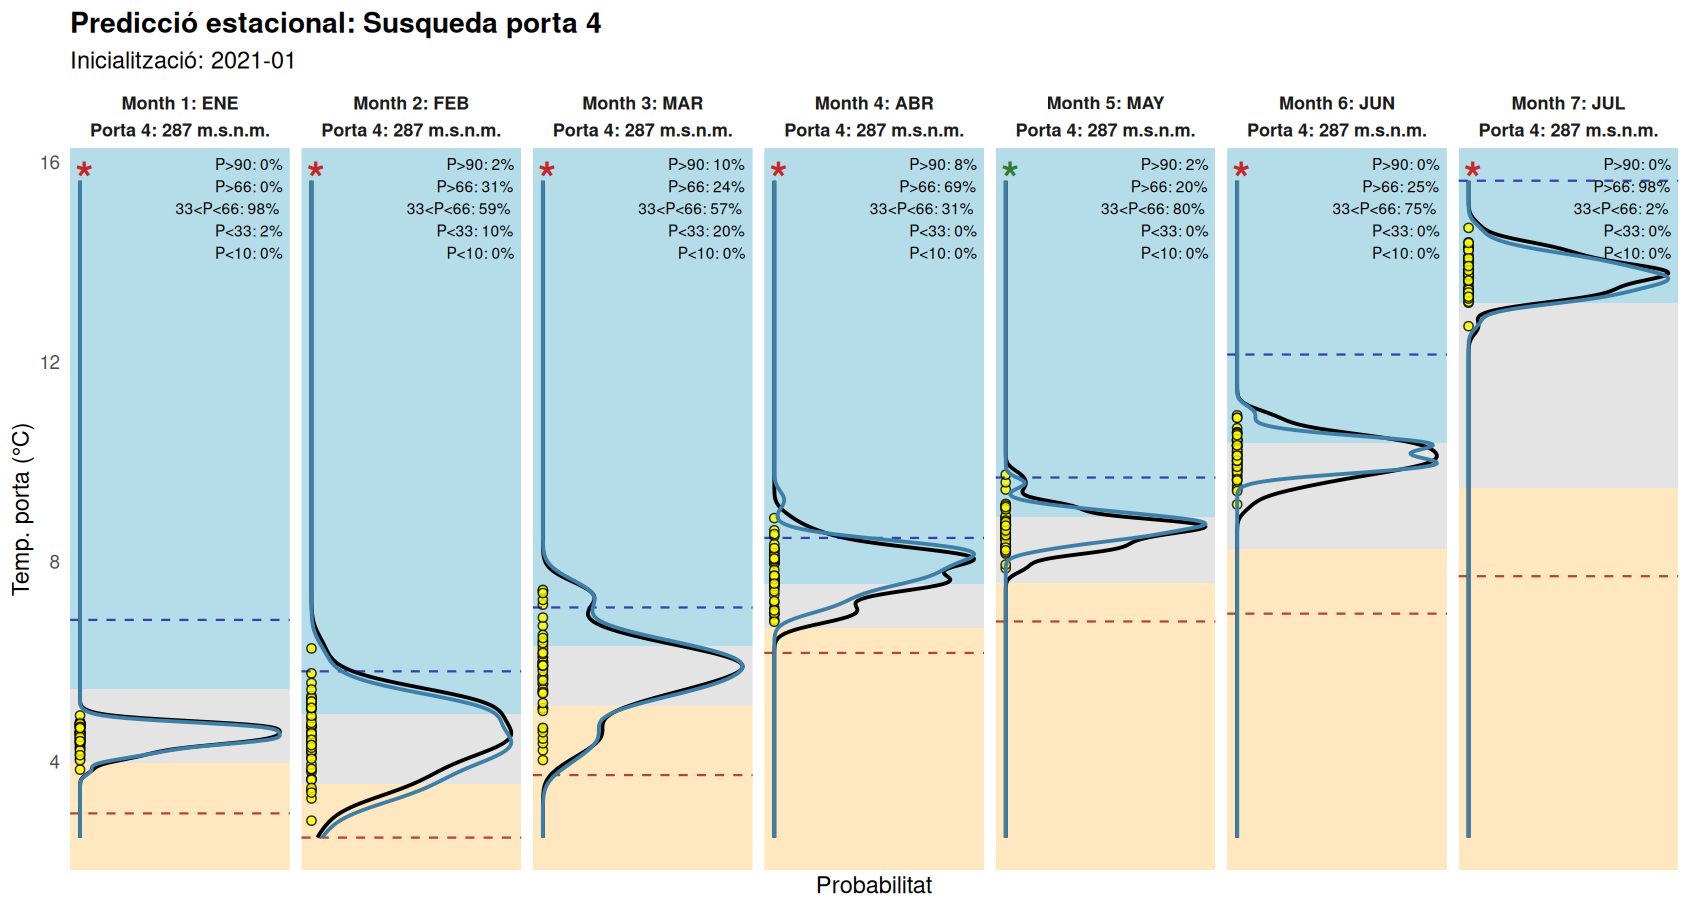 Predicció estacional: Susqueda porta 4
Inicialització: 2021-01
Month 1: ENE
Porta 4: 287 m.s.n.m.
Month 2: FEB
Porta 4: 287 m.s.n.m.
Month 3: MAR
Porta 4: 287 m.s.n.m.
Month 4: ABR
Porta 4: 287 m.s.n.m.
Month 5: MAY
Porta 4: 287 m.s.n.m.
Month 6: JUN
Porta 4: 287 m.s.n.m.
Month 7: JUL
Porta 4: 287 m.s.n.m.
Temp. porta (°C)
16
12
8
4
*
P>90: 0%
P>66: 0%
33<P<66: 98%
P<33: 2%
P<10: 0%
*
P>90: 2%
P>66: 31%
33<P<66: 59%
P<33: 10%
P<10: 0%
*
P>90: 10%
P>66: 24%
33<P<66: 57%
P<33: 20%
P<10: 0%
*
P>90: 8%
P>66: 69%
33<P<66: 31%
P<33: 0%
P<10: 0%
*
P>90: 2%
P>66: 20%
33<P<66: 80%
P<33: 0%
P<10: 0%
*
P>90: 0%
P>66: 25%
33<P<66: 75%
P<33: 0%
P<10: 0%
*
P>90: 0%
P>66: 98%
33<P<66: 2%
P<33: 0%
P<10: 0%
Probabilitat